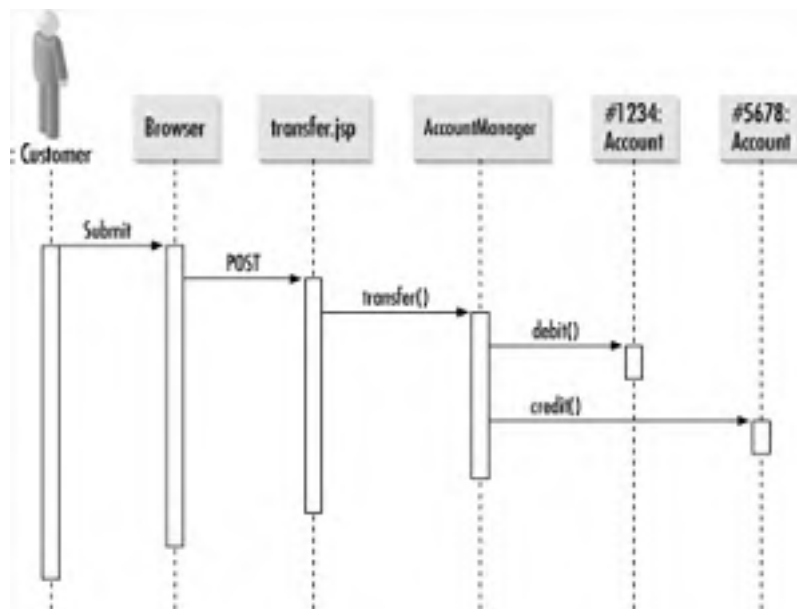 : Customer
Browser
transfer.jsp
AccountManager
#1234:
Account
#5678:
Account
Submit
POST
transfer()
debit()
credit()